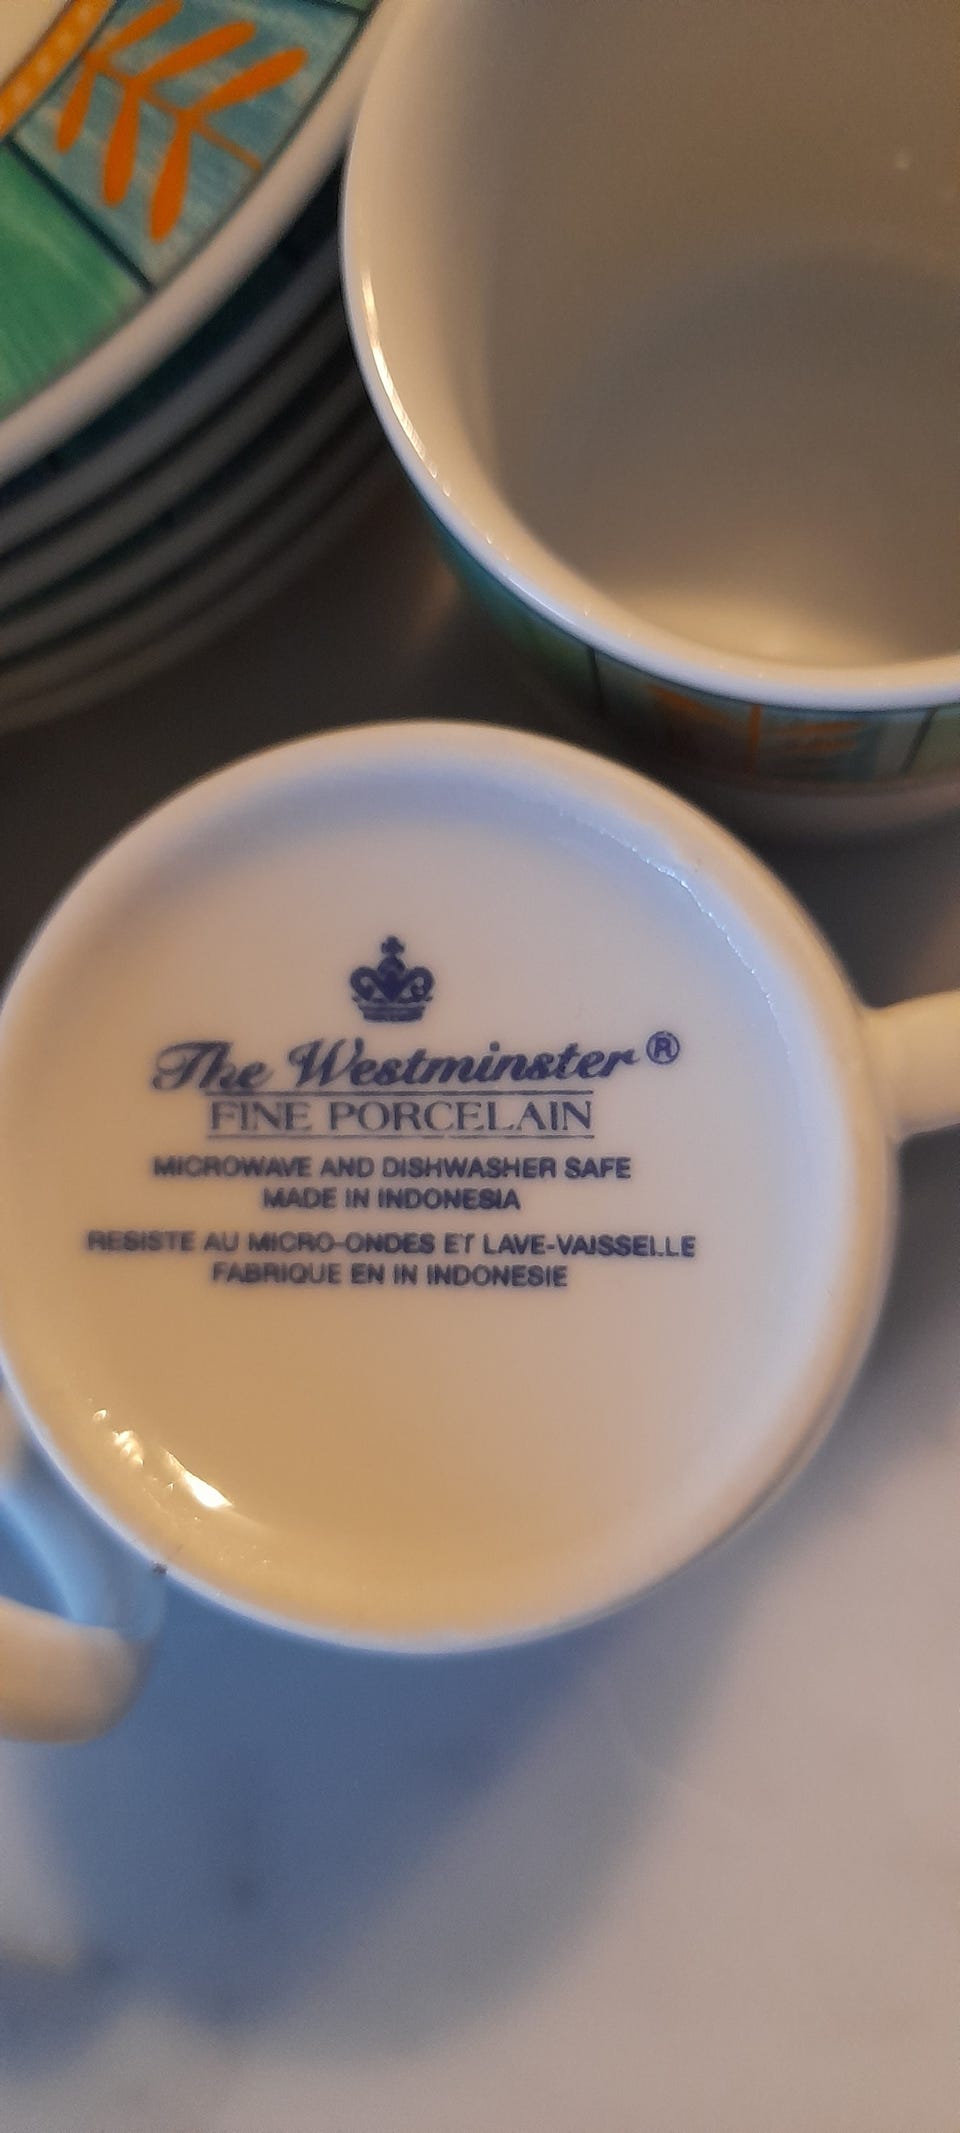 The Westminster®
FINE PORCELAIN
MICROWAVE AND DISHWASHER SAFE
MADE IN INDONESIA
RESISTE AU MICRO-ONDES ET LAVE-VAISSELLE
FABRIQUE EN IN INDONESIE